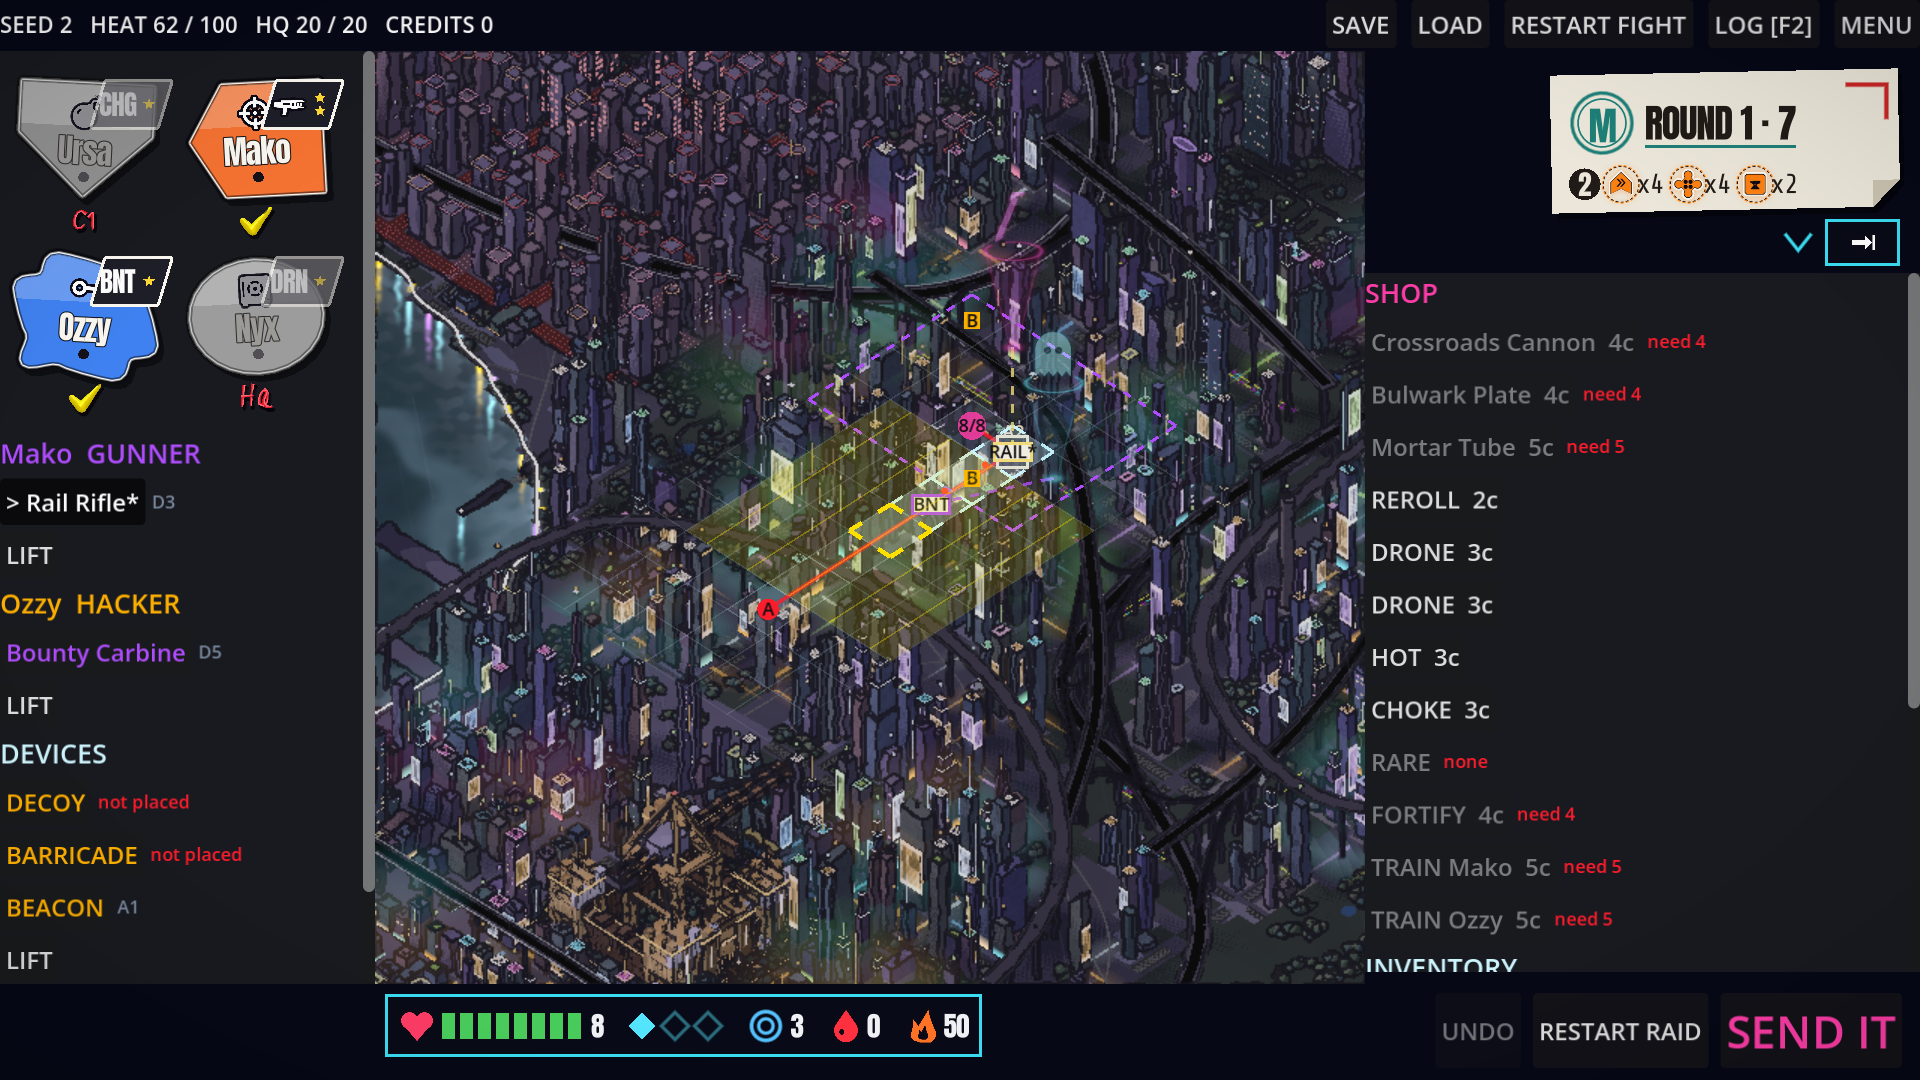 SEED 2 HEAT 62 / 100 HQ 20 / 20 CREDITS 0
SAVE LOAD RESTART FIGHT LOG [F2] MENU
CHG
Ursa
C1
Mako
BNT
Ozzy
DRN
Nyx
HQ
Mako GUNNER
> Rail Rifle* D3
LIFT
Ozzy HACKER
Bounty Carbine D5
LIFT
DEVICES
DECOY not placed
BARRICADE not placed
BEACON A1
LIFT
B
8/8
RAIL*
B
BNT
A
M ROUND 1 · 7
2 x4 x4 x2
SHOP
Crossroads Cannon 4c need 4
Bulwark Plate 4c need 4
Mortar Tube 5c need 5
REROLL 2c
DRONE 3c
DRONE 3c
HOT 3c
CHOKE 3c
RARE none
FORTIFY 4c need 4
TRAIN Mako 5c need 5
TRAIN Ozzy 5c need 5
INVENTORY
8 3 0 50
UNDO RESTART RAID SEND IT